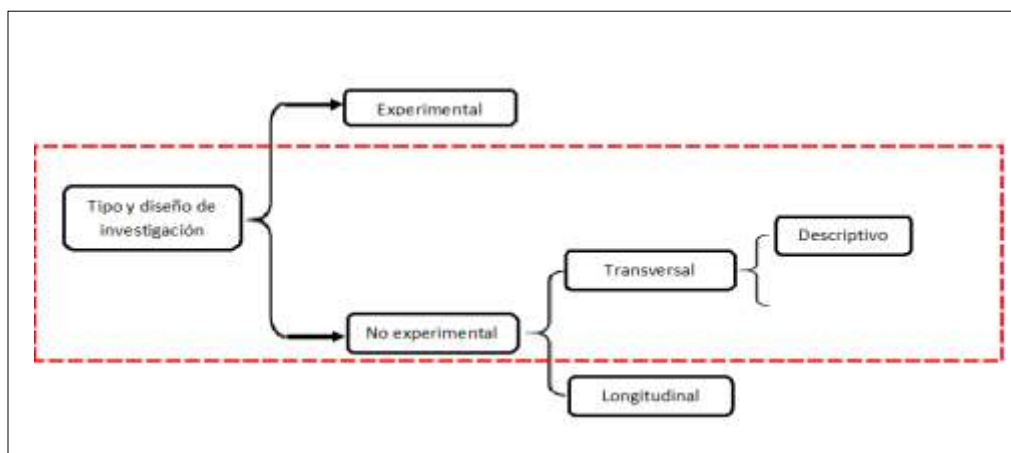 Experimental
Tipo y diseño de
investigación
Descriptivo
Transversal
No experimental
Longitudinal